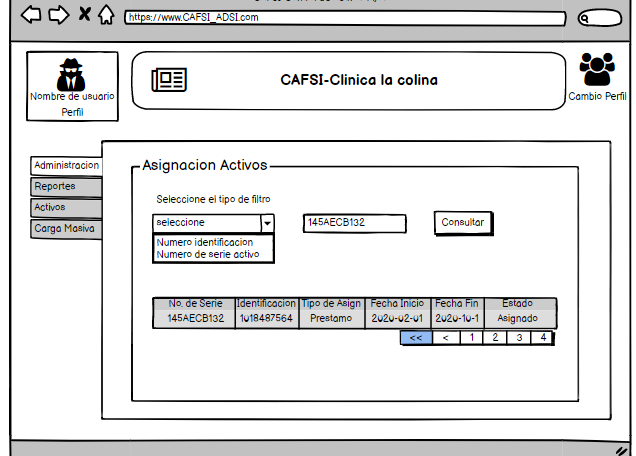 https://www.CAFSI_ADSI.com
Nombre de usuario
Perfil
CAFSI-Clinica la colina
Cambio Perfil
Administracion
Reportes
Activos
Carga Masiva
Asignacion Activos
Seleccione el tipo de filtro
seleccione
145AECB132
Consultar
Numero identificacion
Numero de serie activo
No. de Serie Identificacion Tipo de Asign Fecha Inicio Fecha Fin Estado
145AECB132 1018487564 Prestamo 2020-02-01 2020-10-1 Asignado
<< < 1 2 3 4